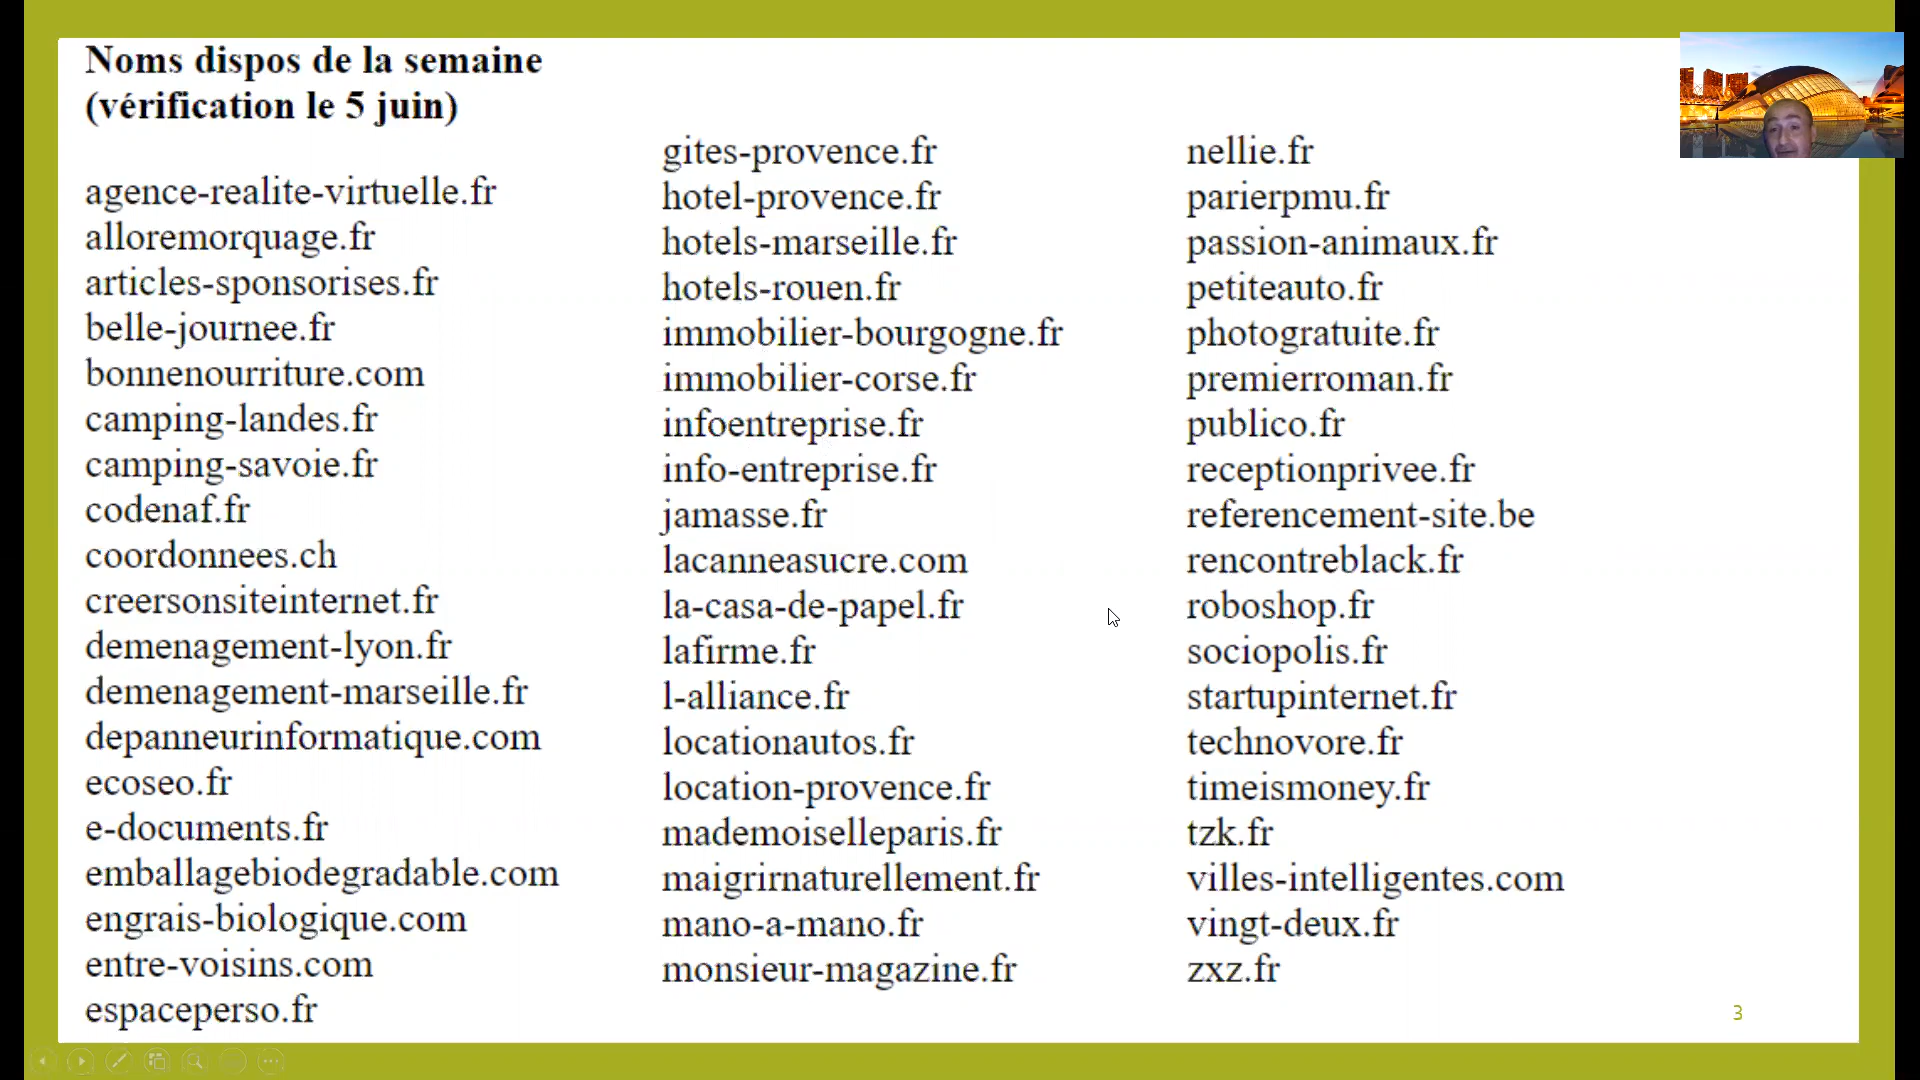 Noms dispos de la semaine
(vérification le 5 juin)
agence-realite-virtuelle.fr
alloremorquage.fr
articles-sponsorises.fr
belle-journee.fr
bonnenourriture.com
camping-landes.fr
camping-savoie.fr
codenaf.fr
coordonnees.ch
creersonsiteinternet.fr
demenagement-lyon.fr
demenagement-marseille.fr
depanneurinformatique.com
ecoseo.fr
e-documents.fr
emballagebiodegradable.com
engrais-biologique.com
entre-voisins.com
espaceperso.fr
gites-provence.fr
hotel-provence.fr
hotels-marseille.fr
hotels-rouen.fr
immobilier-bourgogne.fr
immobilier-corse.fr
infoentreprise.fr
info-entreprise.fr
jamasse.fr
lacanneasucre.com
la-casa-de-papel.fr
lafirme.fr
l-alliance.fr
locationautos.fr
location-provence.fr
mademoiselleparis.fr
maigrirnaturellement.fr
mano-a-mano.fr
monsieur-magazine.fr
nellie.fr
parierpmu.fr
passion-animaux.fr
petiteauto.fr
photogratuite.fr
premierroman.fr
publico.fr
receptionprivee.fr
referencement-site.be
rencontreblack.fr
roboshop.fr
sociopolis.fr
startupinternet.fr
technovore.fr
timeismoney.fr
tzk.fr
villes-intelligentes.com
vingt-deux.fr
zxz.fr
3